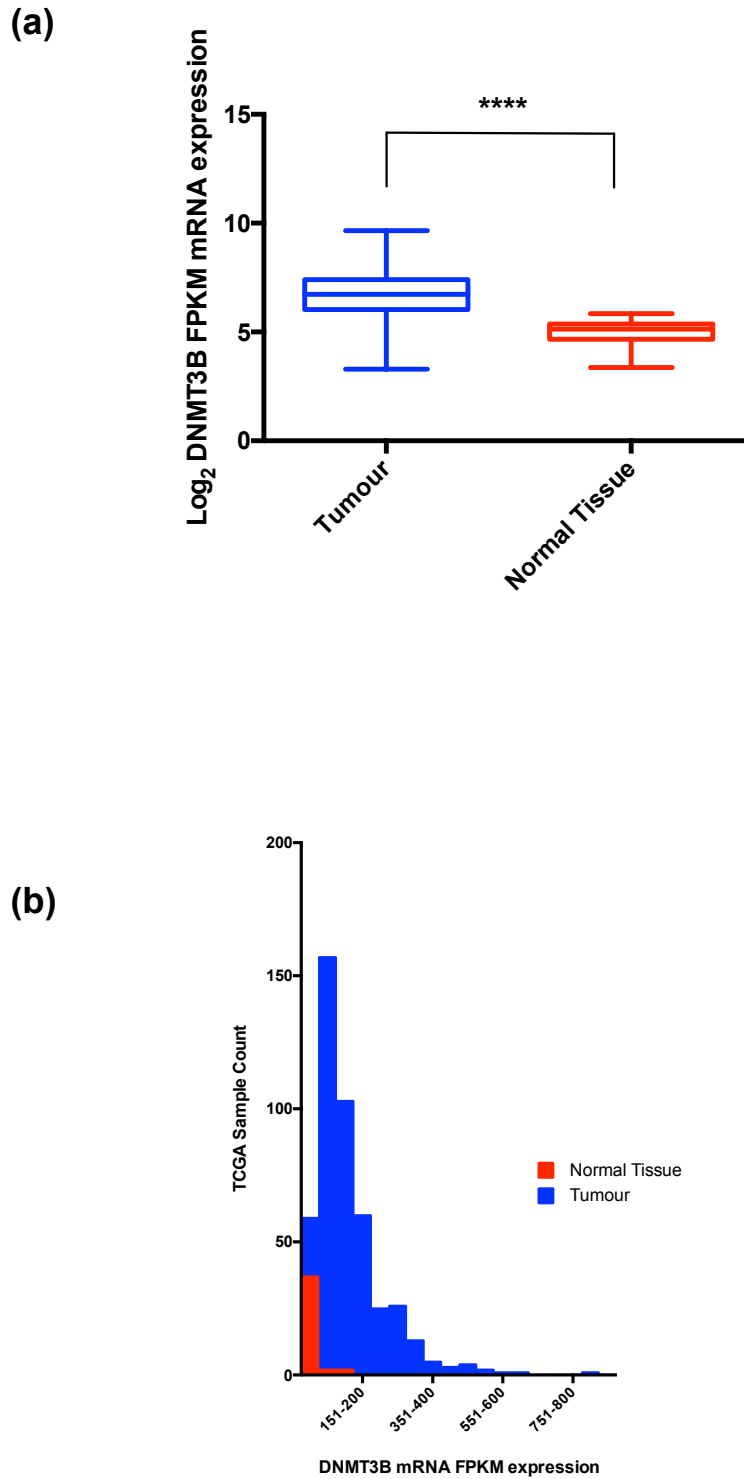 (a)
Log2 DNMT3B FPKM mRNA expression
****
15
10
5
0
Tumour
Normal Tissue
(b)
TCGA Sample Count
200
150
100
50
0
Normal Tissue
Tumour
151-200
351-400
551-600
751-800
DNMT3B mRNA FPKM expression